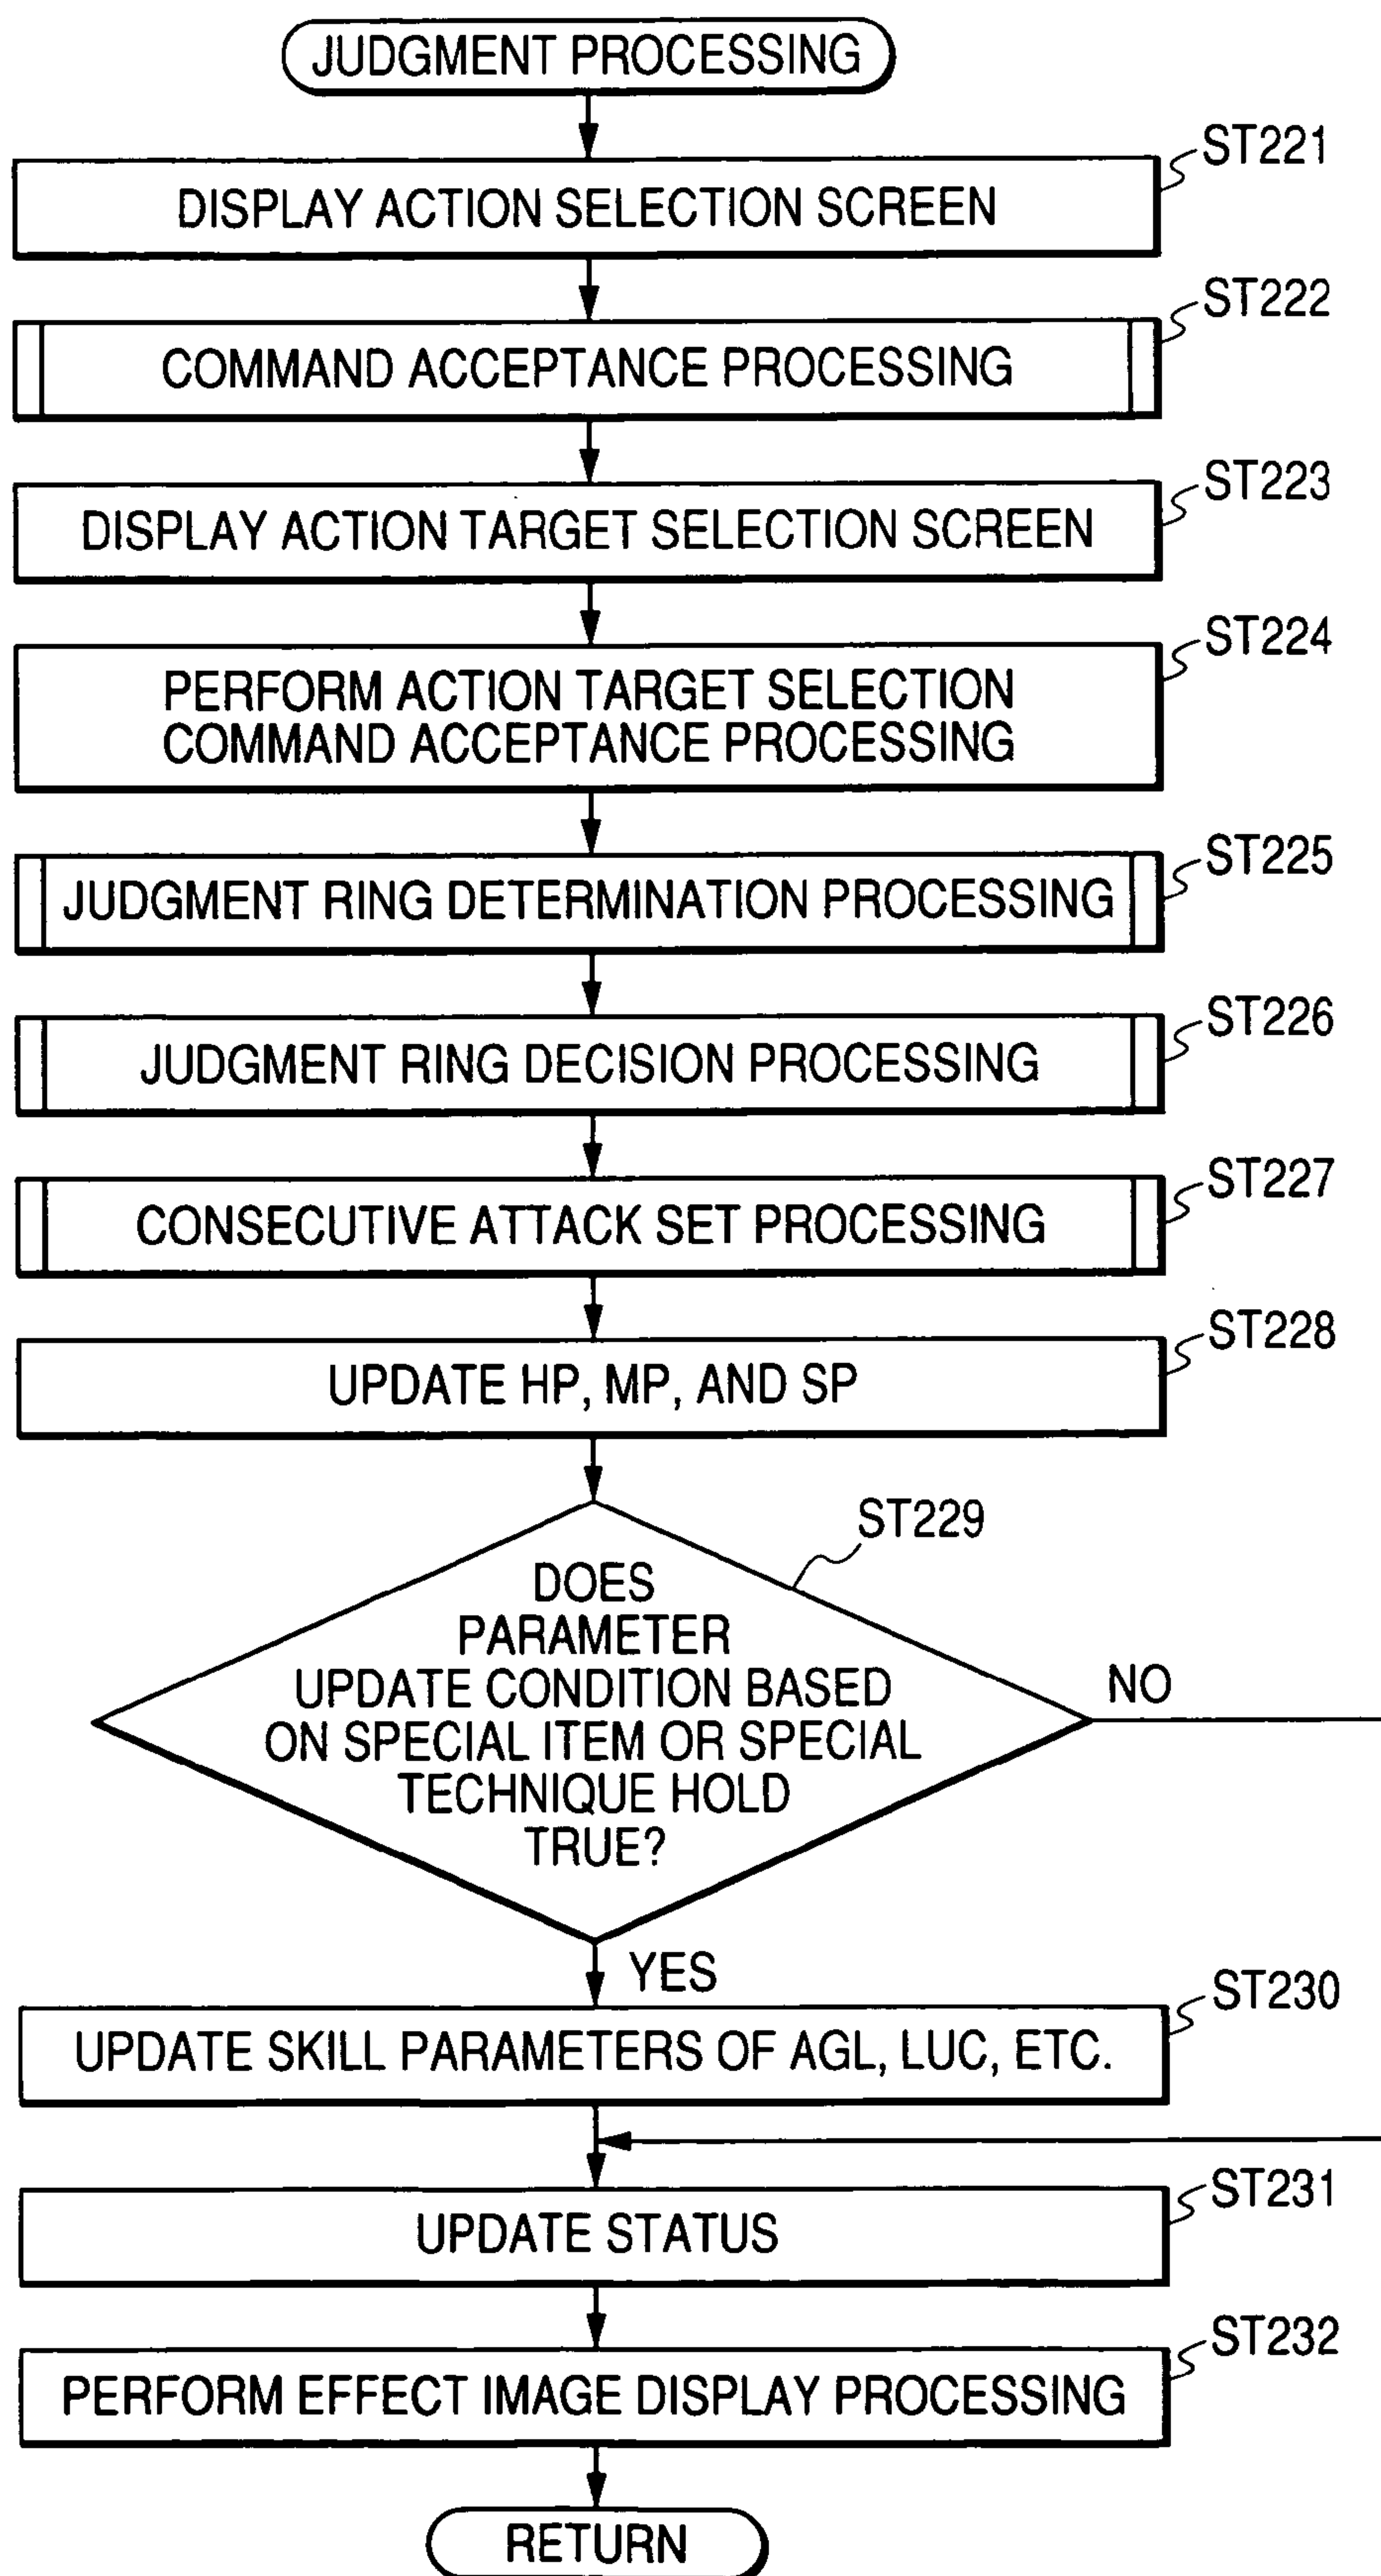 JUDGMENT PROCESSING
ST221
DISPLAY ACTION SELECTION SCREEN
ST222
COMMAND ACCEPTANCE PROCESSING
ST223
DISPLAY ACTION TARGET SELECTION SCREEN
ST224
PERFORM ACTION TARGET SELECTION
COMMAND ACCEPTANCE PROCESSING
ST225
JUDGMENT RING DETERMINATION PROCESSING
ST226
JUDGMENT RING DECISION PROCESSING
ST227
CONSECUTIVE ATTACK SET PROCESSING
ST228
UPDATE HP, MP, AND SP
ST229
DOES
PARAMETER
UPDATE CONDITION BASED
ON SPECIAL ITEM OR SPECIAL
TECHNIQUE HOLD
TRUE?
NO
YES
ST230
UPDATE SKILL PARAMETERS OF AGL, LUC, ETC.
ST231
UPDATE STATUS
ST232
PERFORM EFFECT IMAGE DISPLAY PROCESSING
RETURN